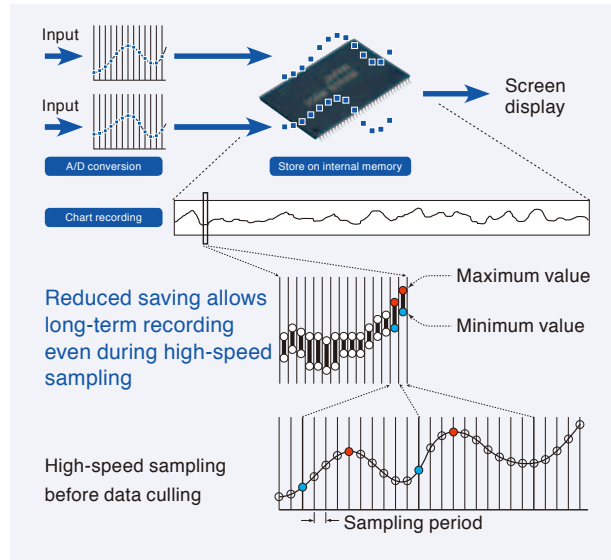 Input
Input
Screen
display
A/D conversion
Store on internal memory
Chart recording
Maximum value
Reduced saving allows
long-term recording
even during high-speed
sampling
Minimum value
High-speed sampling
before data culling
Sampling period